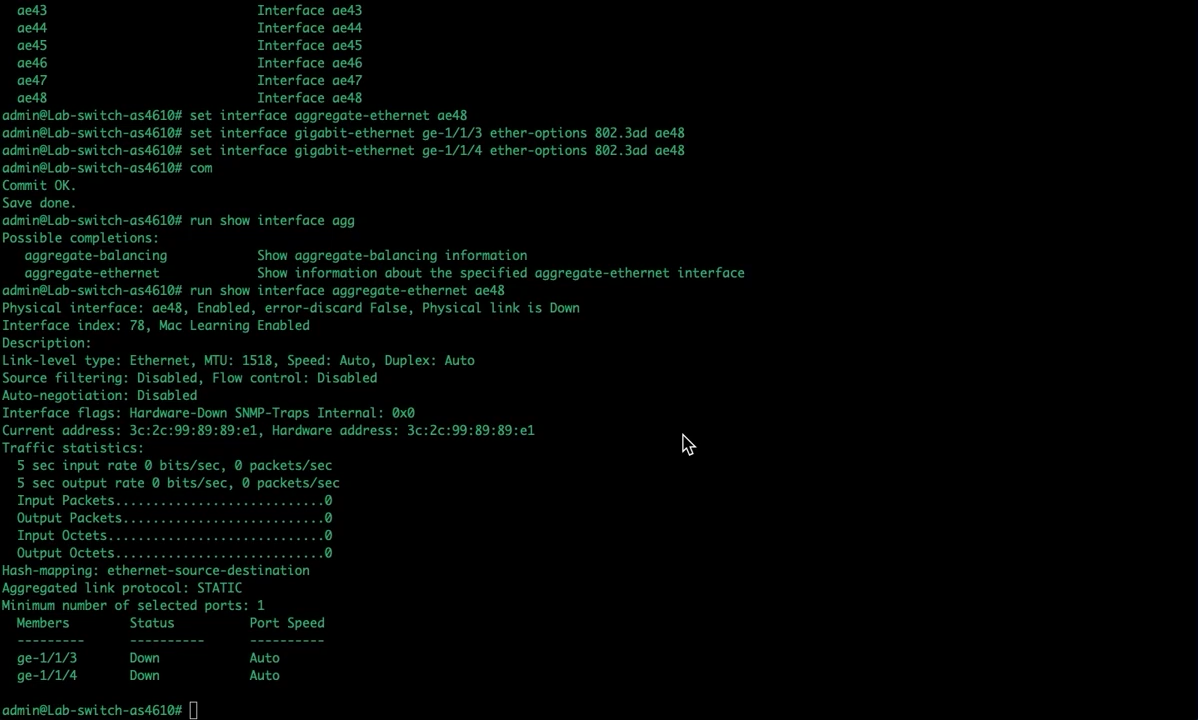 ae43 Interface ae43
ae44 Interface ae44
ae45 Interface ae45
ae46 Interface ae46
ae47 Interface ae47
ae48 Interface ae48
admin@Lab-switch-as4610# set interface aggregate-ethernet ae48
admin@Lab-switch-as4610# set interface gigabit-ethernet ge-1/1/3 ether-options 802.3ad ae48
admin@Lab-switch-as4610# set interface gigabit-ethernet ge-1/1/4 ether-options 802.3ad ae48
admin@Lab-switch-as4610# com
Commit OK.
Save done.
admin@Lab-switch-as4610# run show interface agg
Possible completions:
aggregate-balancing Show aggregate-balancing information
aggregate-ethernet Show information about the specified aggregate-ethernet interface
admin@Lab-switch-as4610# run show interface aggregate-ethernet ae48
Physical interface: ae48, Enabled, error-discard False, Physical link is Down
Interface index: 78, Mac Learning Enabled
Description:
Link-level type: Ethernet, MTU: 1518, Speed: Auto, Duplex: Auto
Source filtering: Disabled, Flow control: Disabled
Auto-negotiation: Disabled
Interface flags: Hardware-Down SNMP-Traps Internal: 0x0
Current address: 3c:2c:99:89:89:e1, Hardware address: 3c:2c:99:89:89:e1
Traffic statistics:
5 sec input rate 0 bits/sec, 0 packets/sec
5 sec output rate 0 bits/sec, 0 packets/sec
Input Packets............................0
Output Packets...........................0
Input Octets.............................0
Output Octets............................0
Hash-mapping: ethernet-source-destination
Aggregated link protocol: STATIC
Minimum number of selected ports: 1
Members Status Port Speed
--------- ---------- ----------
ge-1/1/3 Down Auto
ge-1/1/4 Down Auto
admin@Lab-switch-as4610#